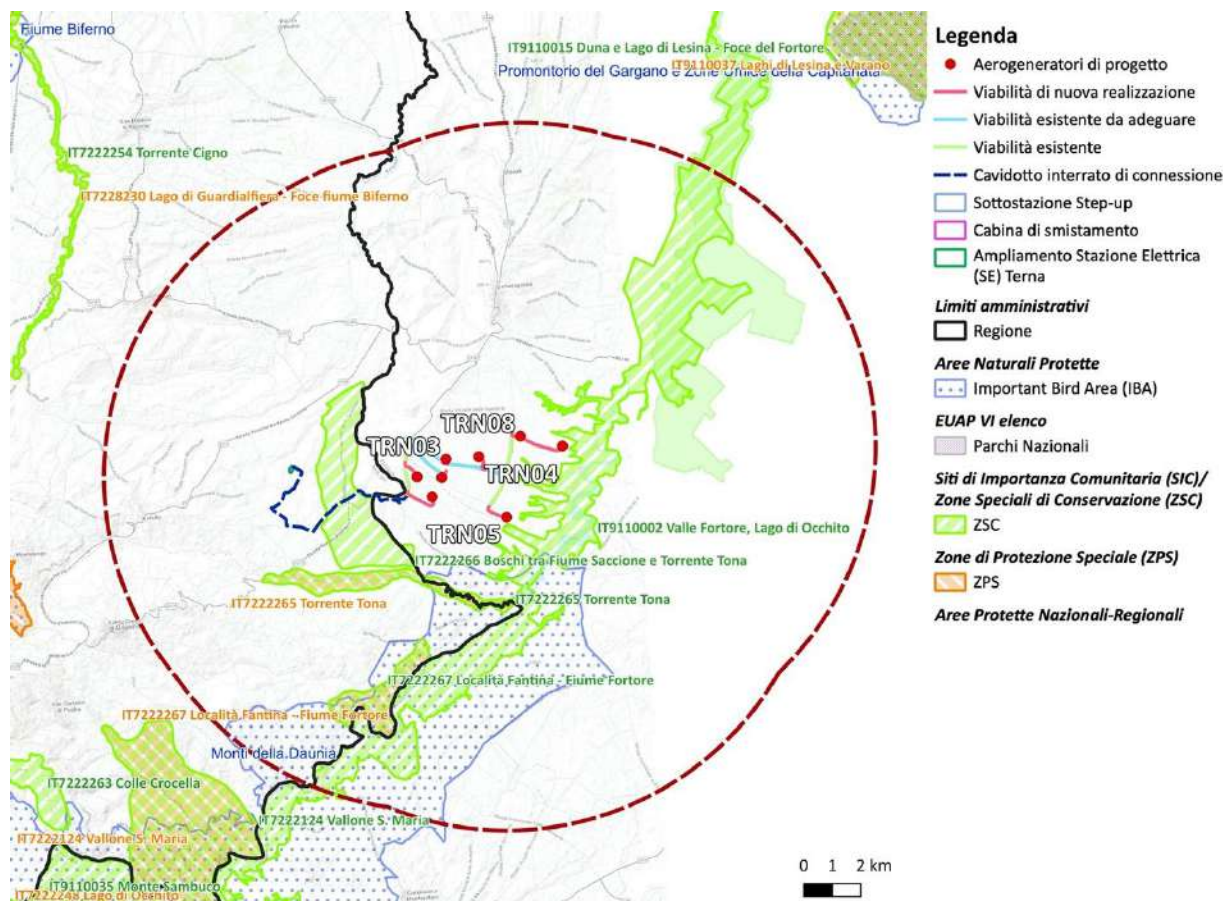 Fiume Biferno
IT9110015 Duna e Lago di Lesina - Foce del Fortore
IT9110037 Laghi di Lesina e Varano
Promontorio del Gargano e Zone Umide della Capitanata
IT7222254 Torrente Cigno
IT7228230 Lago di Guardialfiera - Foce fiume Biferno
TRN08
TRN03
TRN04
TRN05
IT9110002 Valle Fortore, Lago di Occhito
IT7222266 Boschi tra Fiume Saccione e Torrente Tona
IT7222265 Torrente Tona
IT7222265 Torrente Tona
IT7222267 Località Fantina - Fiume Fortore
IT7222267 Località Fantina - Fiume Fortore
Monti della Daunia
IT7222263 Colle Crocella
IT7222124 Vallone S. Maria
IT7222124 Vallone S. Maria
IT9110035 Monte Sambuco
IT7222248 Lago di Occhito
0 1 2 km
Legenda
Aerogeneratori di progetto
Viabilità di nuova realizzazione
Viabilità esistente da adeguare
Viabilità esistente
Cavidotto interrato di connessione
Sottostazione Step-up
Cabina di smistamento
Ampliamento Stazione Elettrica
(SE) Terna
Limiti amministrativi
Regione
Aree Naturali Protette
Important Bird Area (IBA)
EUAP VI elenco
Parchi Nazionali
Siti di Importanza Comunitaria (SIC)/
Zone Speciali di Conservazione (ZSC)
ZSC
Zone di Protezione Speciale (ZPS)
ZPS
Aree Protette Nazionali-Regionali